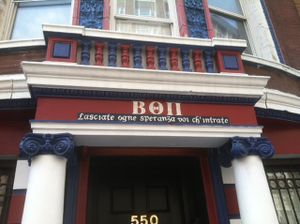 ΒΘΠ
Lasciate ogne speranza voi ch'intrate
550